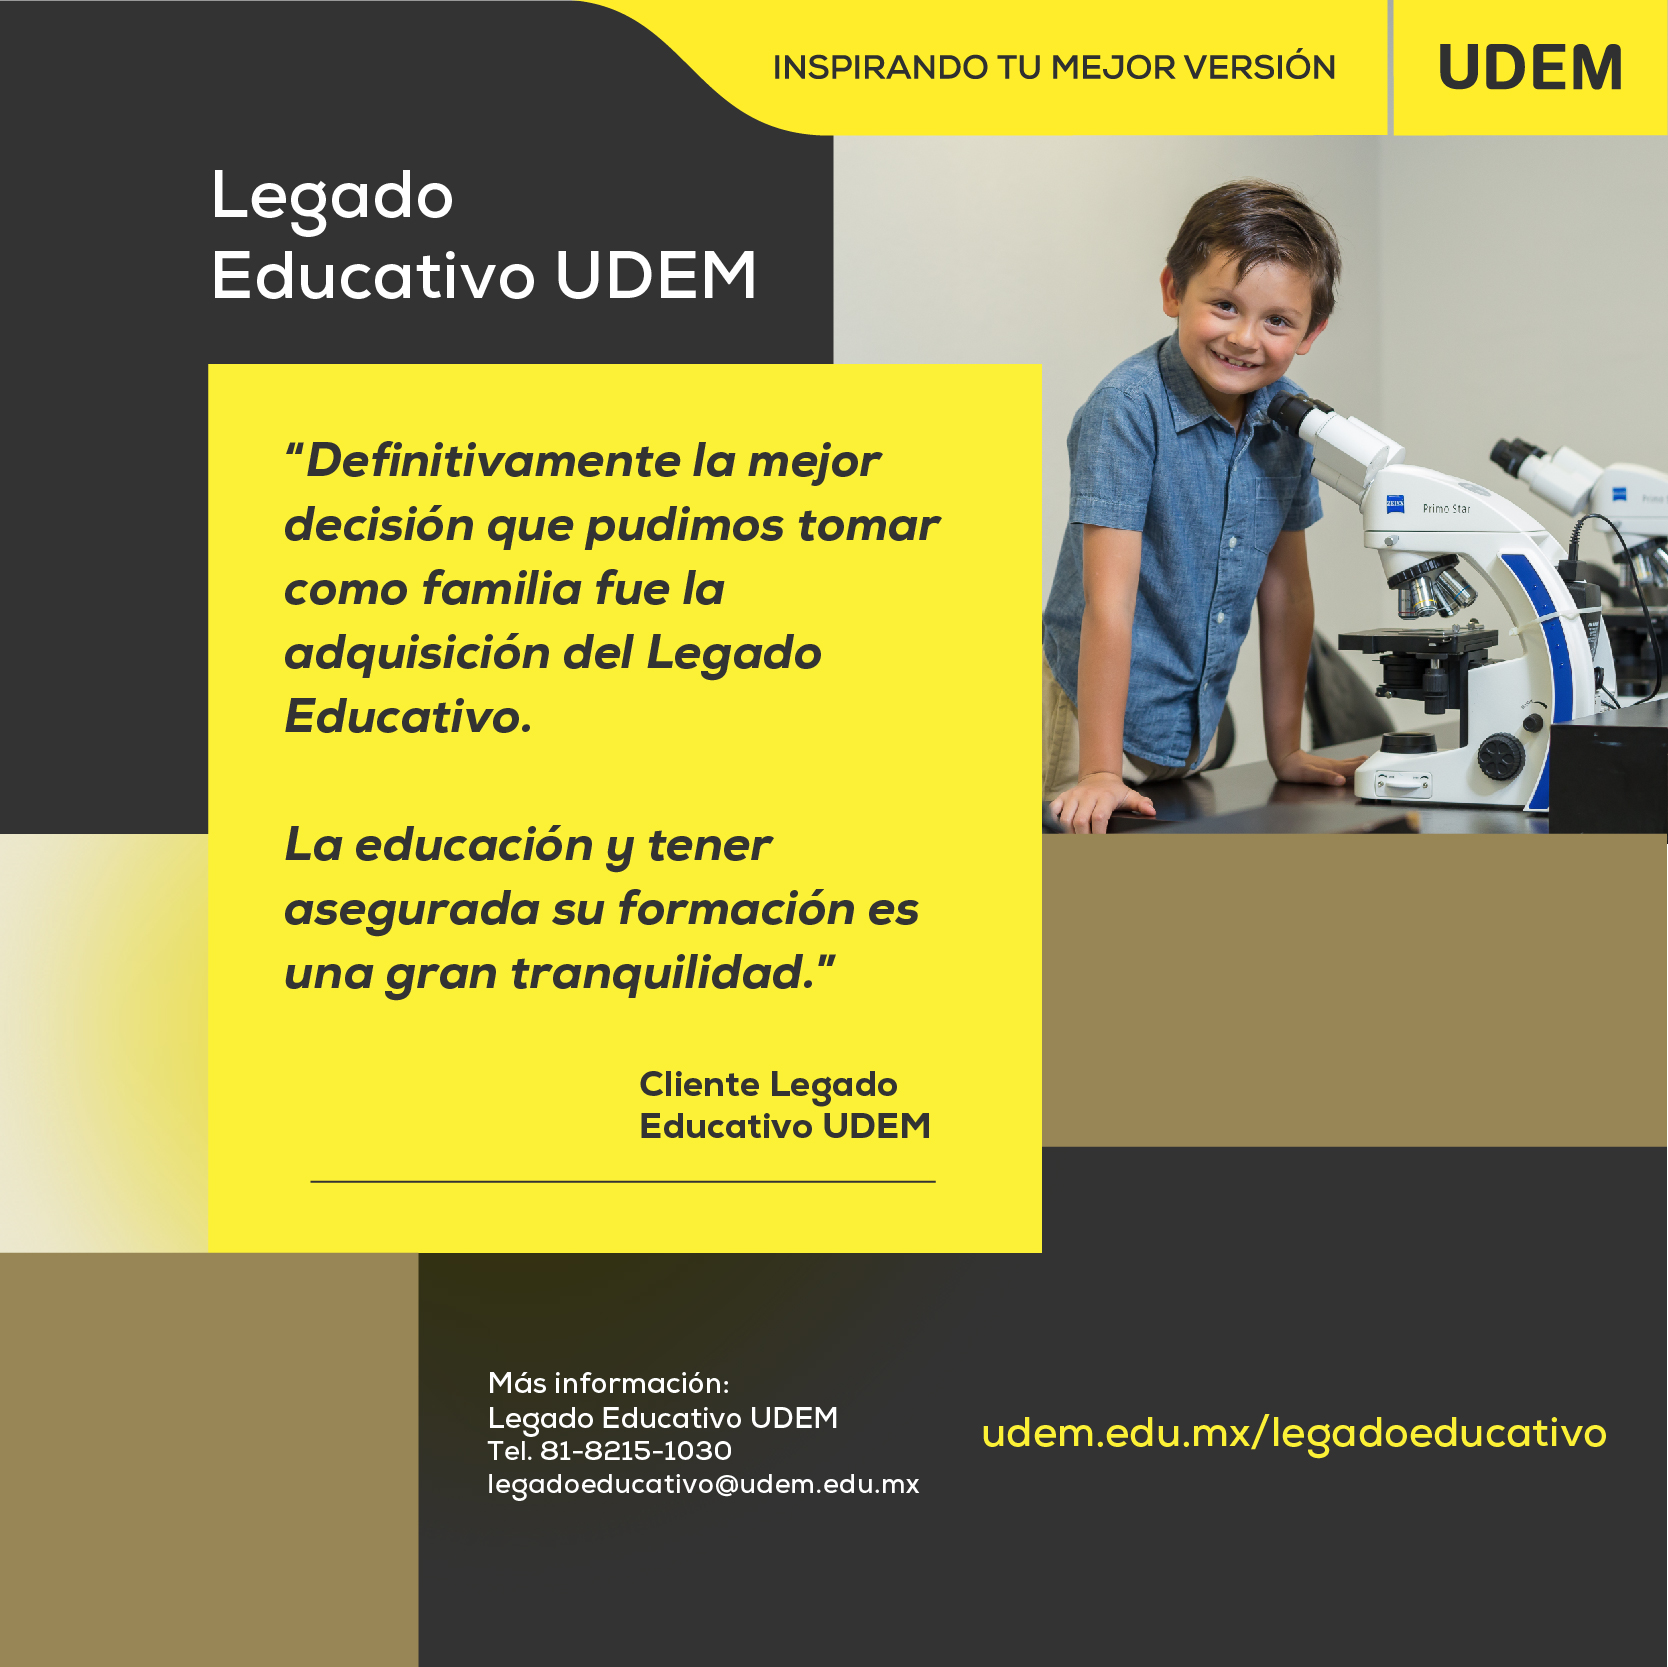 INSPIRANDO TU MEJOR VERSIÓN
UDEM
Legado
Educativo UDEM
“Definitivamente la mejor
decisión que pudimos tomar
como familia fue la
adquisición del Legado
Educativo.
La educación y tener
asegurada su formación es
una gran tranquilidad.”
Cliente Legado
Educativo UDEM
ZEISS
Primo Star
Más información:
Legado Educativo UDEM
Tel. 81-8215-1030
legadoeducativo@udem.edu.mx
udem.edu.mx/legadoeducativo